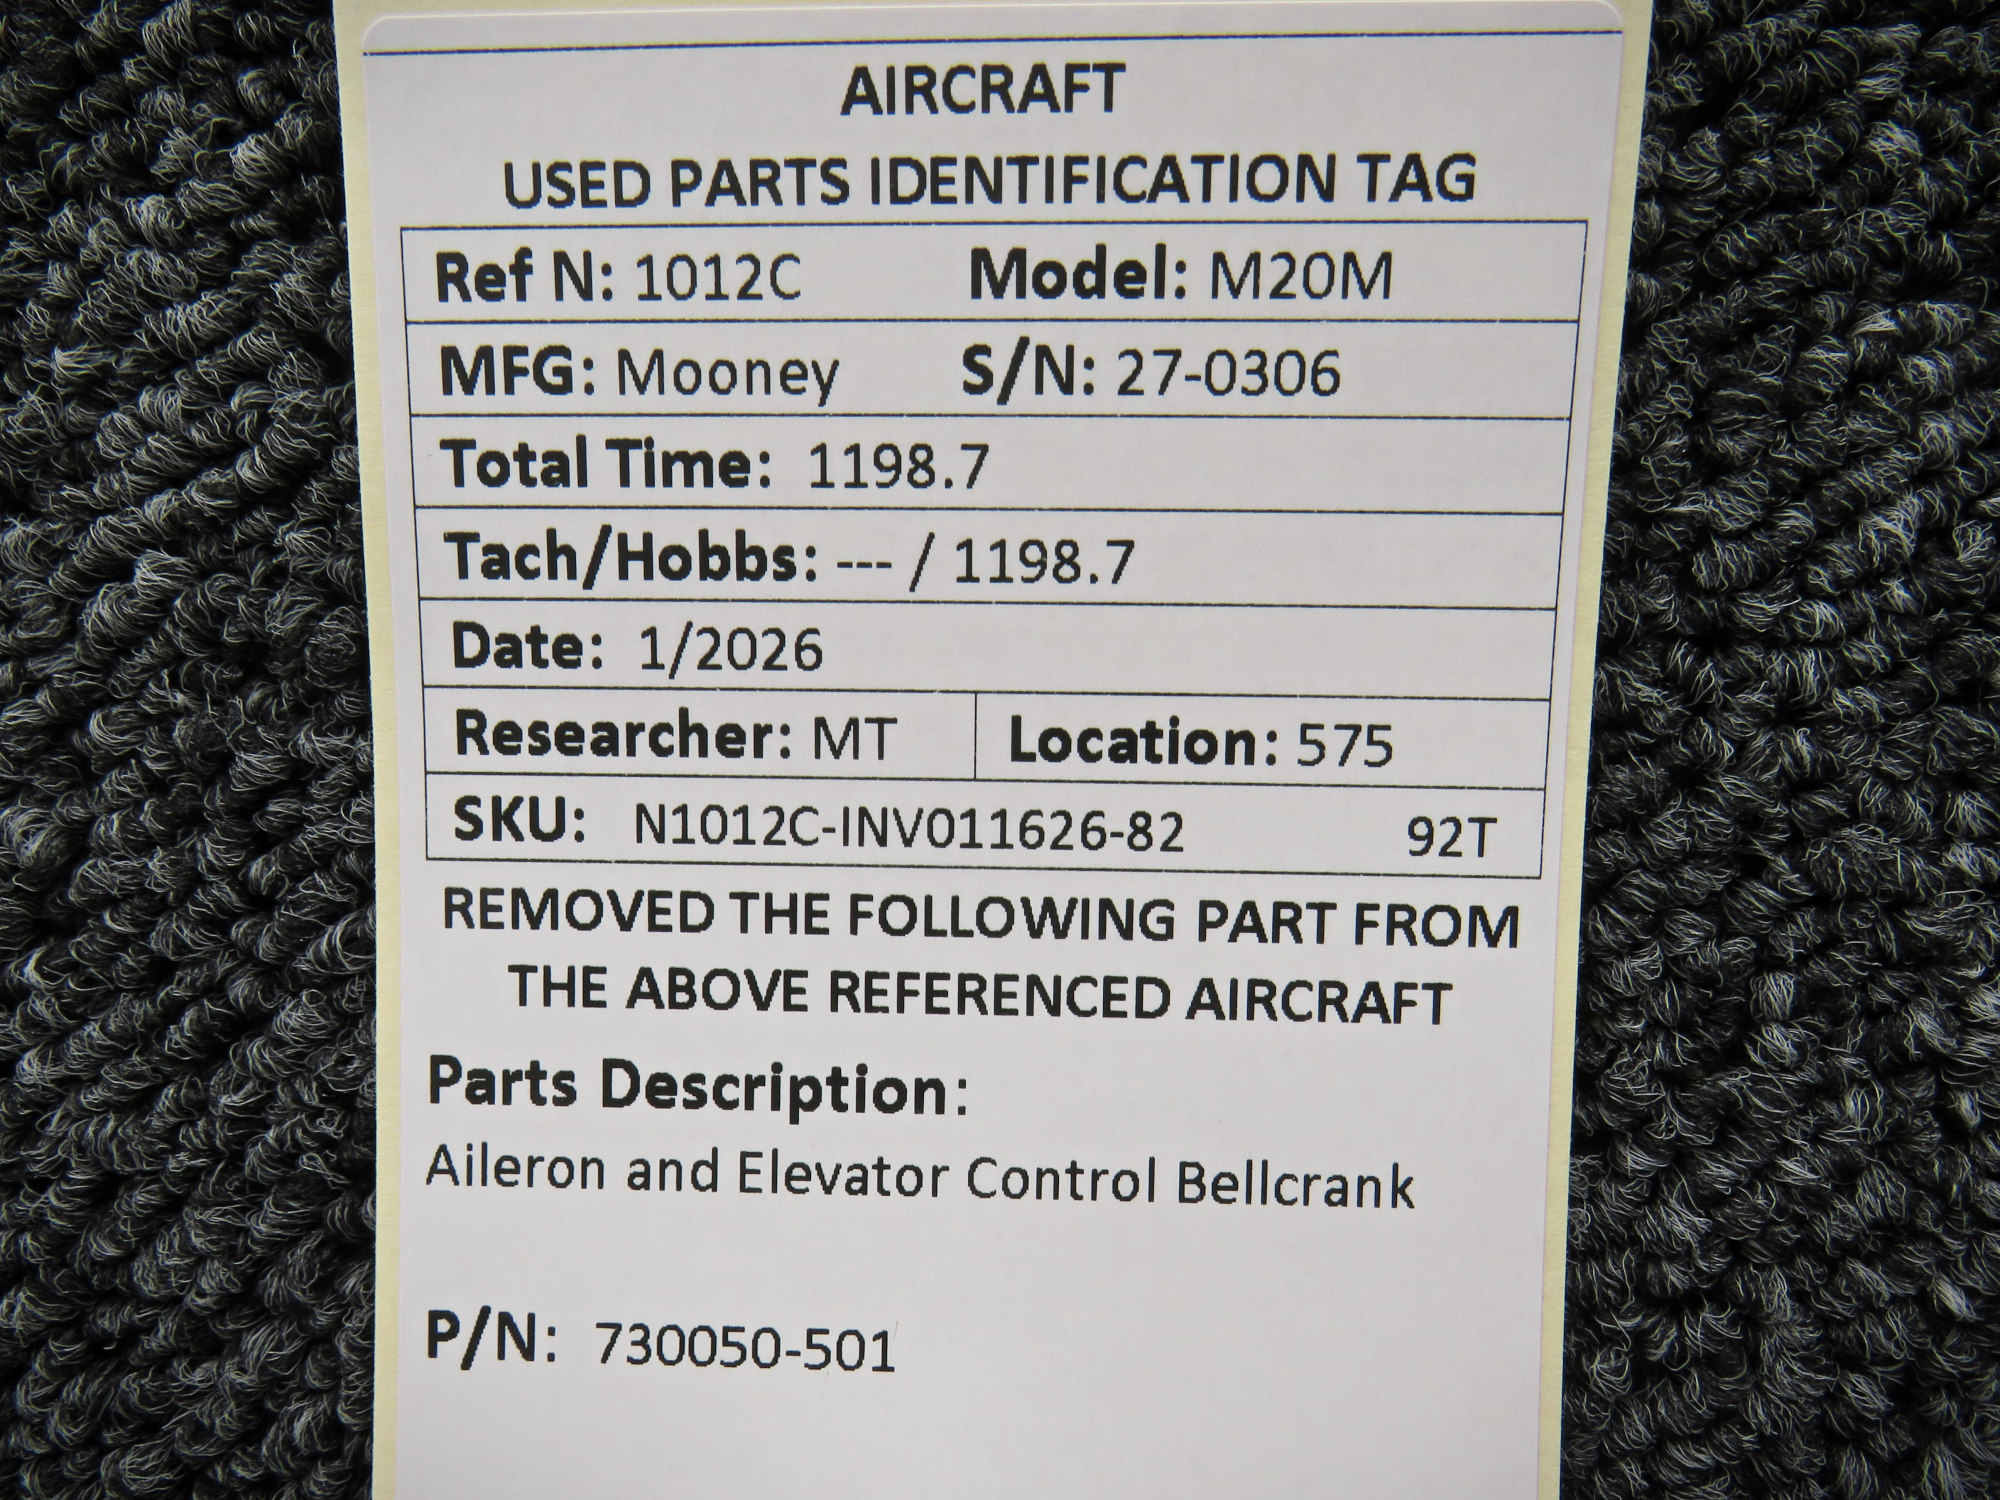 AIRCRAFT
USED PARTS IDENTIFICATION TAG
Ref N: 1012C Model: M20M
MFG: Mooney S/N: 27-0306
Total Time: 1198.7
Tach/Hobbs: --- / 1198.7
Date: 1/2026
Researcher: MT Location: 575
SKU: N1012C-INV011626-82 92T
REMOVED THE FOLLOWING PART FROM
THE ABOVE REFERENCED AIRCRAFT
Parts Description:
Aileron and Elevator Control Bellcrank
P/N: 730050-501